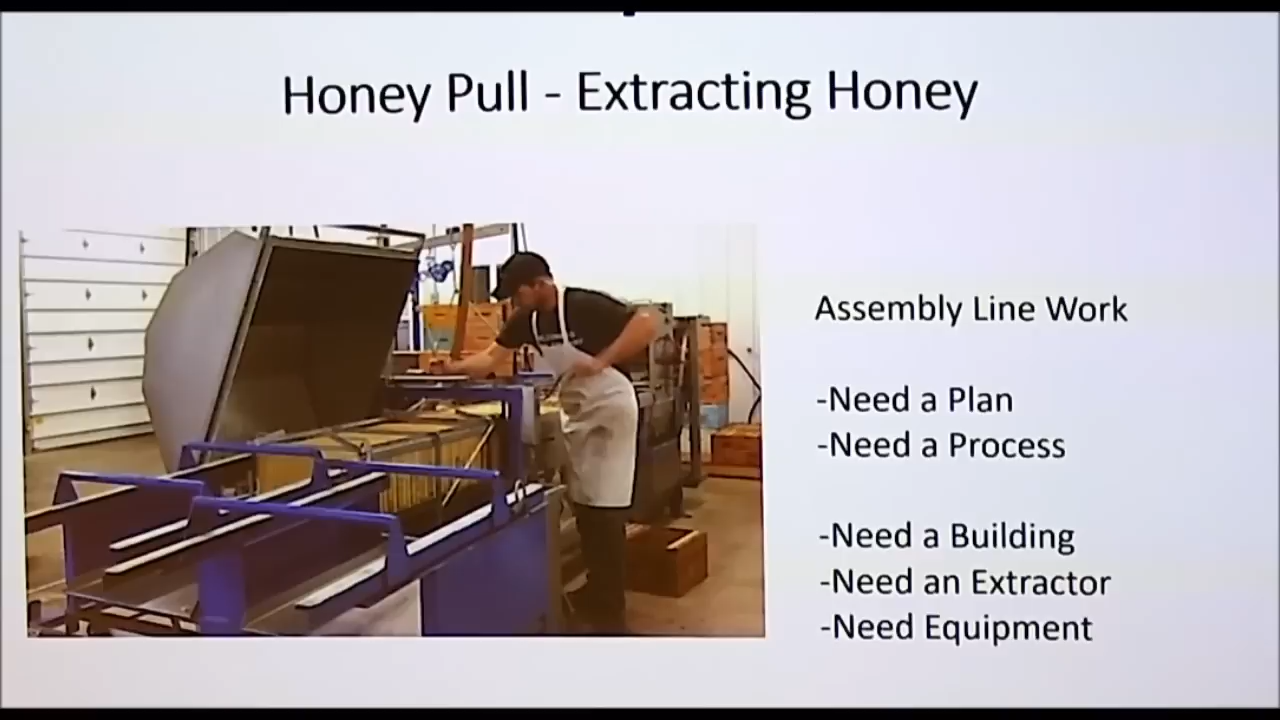 Honey Pull - Extracting Honey
Assembly Line Work
-Need a Plan
-Need a Process
-Need a Building
-Need an Extractor
-Need Equipment